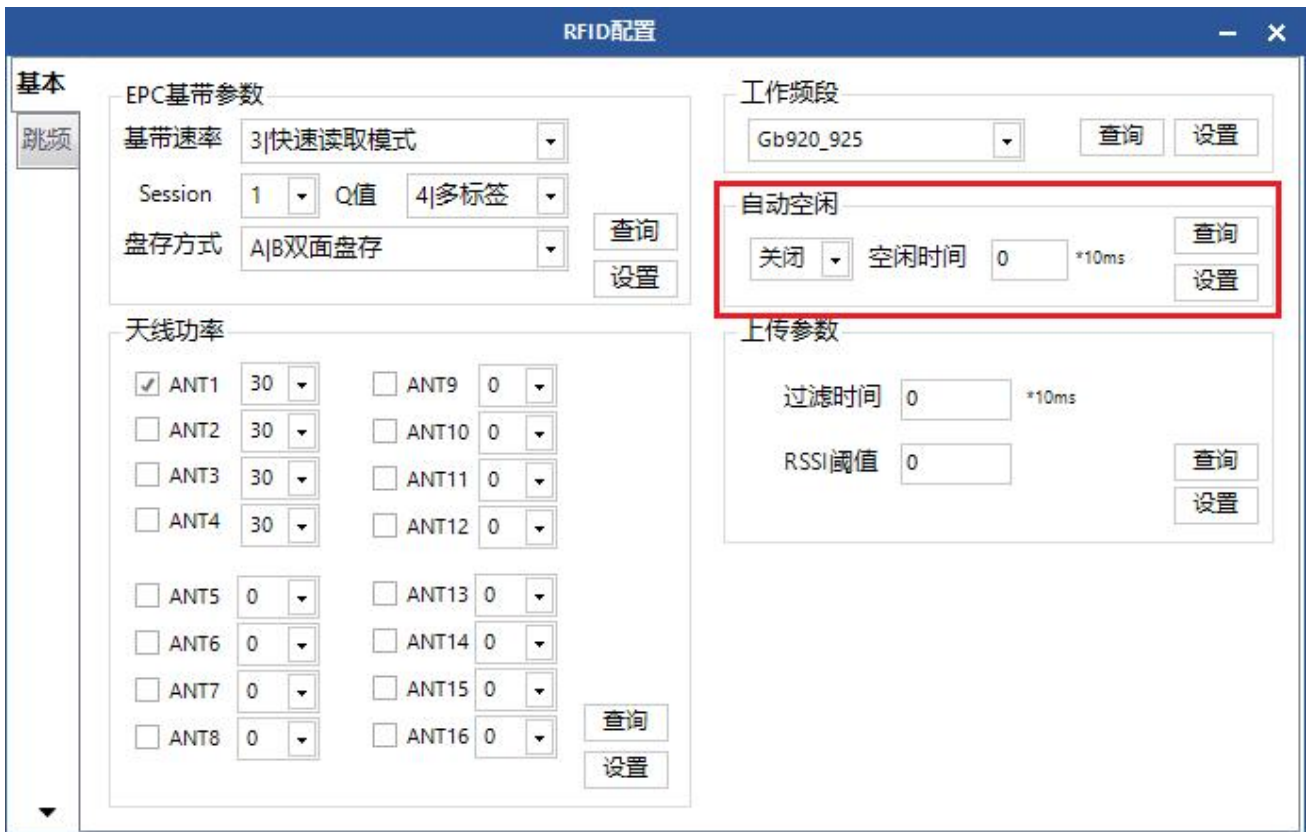 RFID配置
基本
跳频
EPC基带参数
基带速率 3|快速读取模式
Session 1 Q值 4|多标签
盘存方式 A|B双面盘存
查询
设置
工作频段
Gb920_925 查询 设置
自动空闲
关闭 空闲时间 0 *10ms
查询
设置
天线功率
ANT1 30 ANT9 0
ANT2 30 ANT10 0
ANT3 30 ANT11 0
ANT4 30 ANT12 0
ANT5 0 ANT13 0
ANT6 0 ANT14 0
ANT7 0 ANT15 0
ANT8 0 ANT16 0
查询
设置
上传参数
过滤时间 0 *10ms
RSSI阈值 0
查询
设置